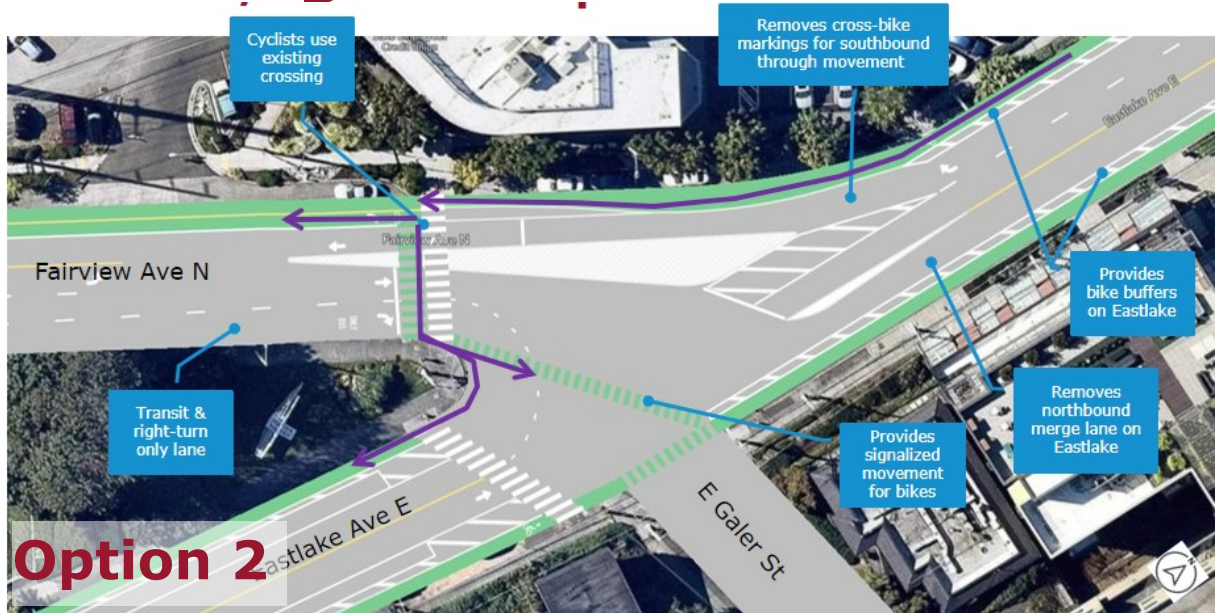 Cyclists use
existing
crossing
Removes cross-bike
markings for southbound
through movement
Eastlake Ave E
Fairview Ave N
Fairview Ave N
Provides
bike buffers
on Eastlake
Transit &
right-turn
only lane
Removes
northbound
merge lane on
Eastlake
Provides
signalized
movement
for bikes
E Galer St
Eastlake Ave E
Option 2
N